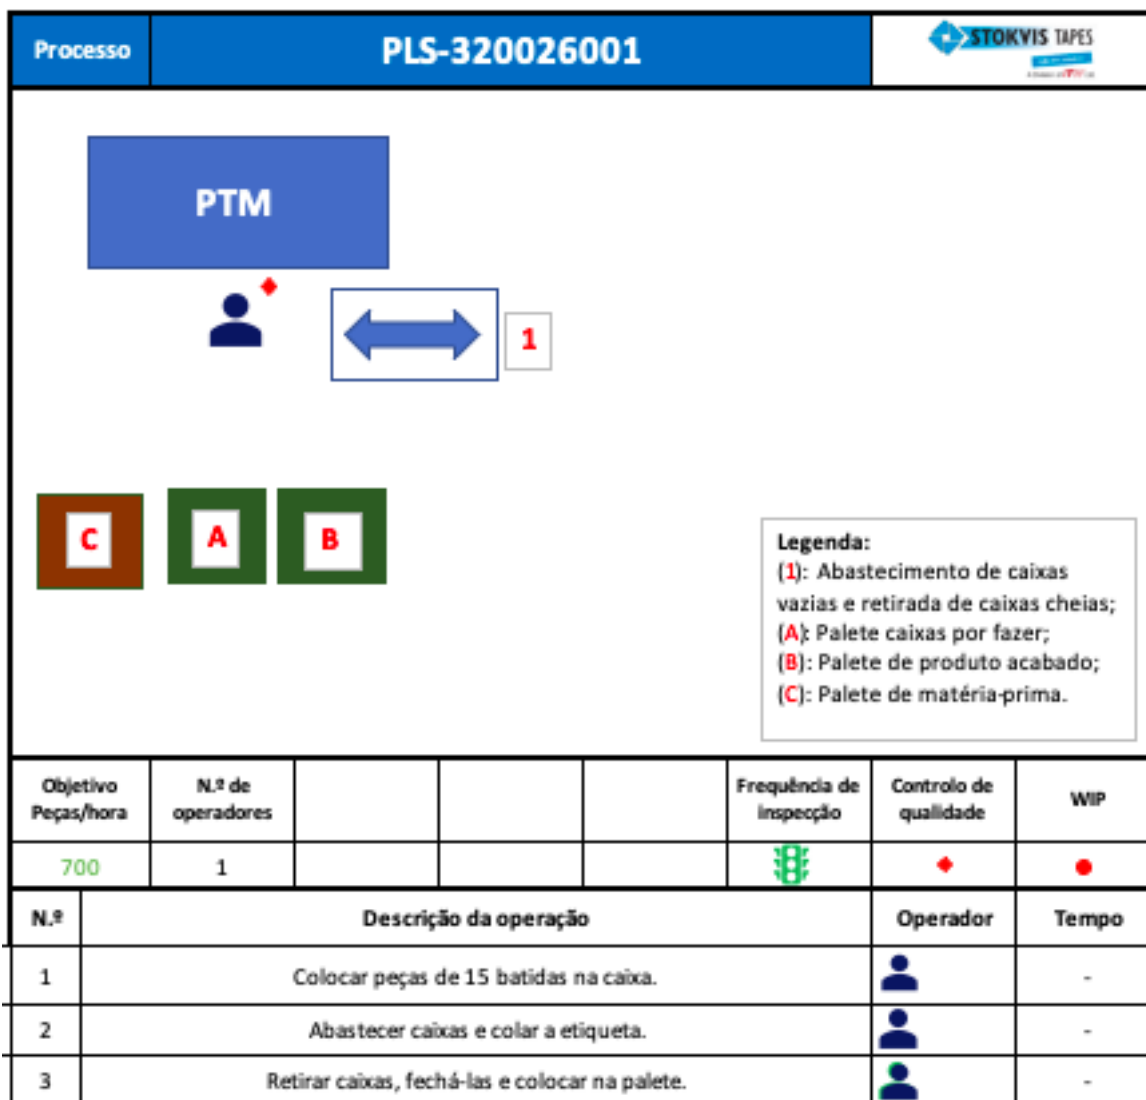 Processo
PLS-320026001
STOKVIS TAPES
PTM
1
C
A
B
Legenda:
(1): Abastecimento de caixas
vazias e retirada de caixas cheias;
(A): Palete caixas por fazer;
(B): Palete de produto acabado;
(C): Palete de matéria-prima.
Objetivo
Peças/hora
N.º de
operadores
Frequência de
inspecção
Controlo de
qualidade
WIP
700
1
N.º
Descrição da operação
Operador
Tempo
1
Colocar peças de 15 batidas na caixa.
-
2
Abastecer caixas e colar a etiqueta.
-
3
Retirar caixas, fechá-las e colocar na palete.
-